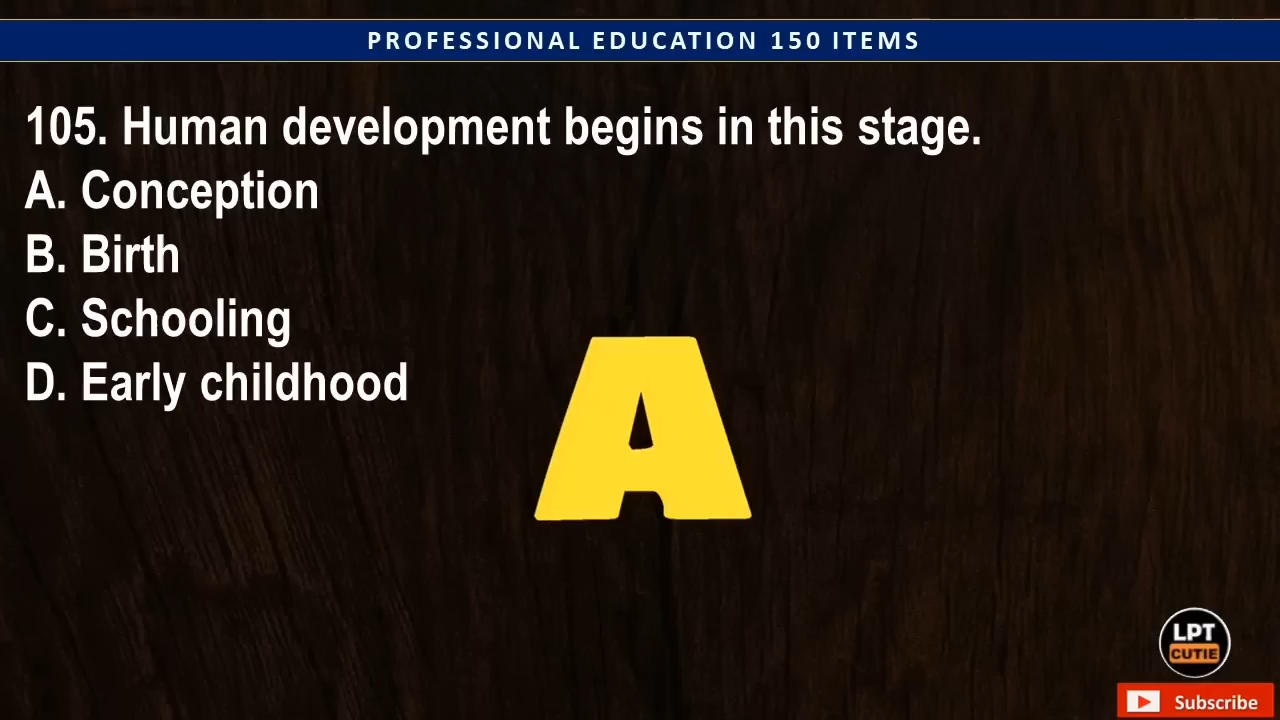 PROFESSIONAL EDUCATION 150 ITEMS
105. Human development begins in this stage.
A. Conception
B. Birth
C. Schooling
D. Early childhood
A
LPT
CUTIE
Subscribe